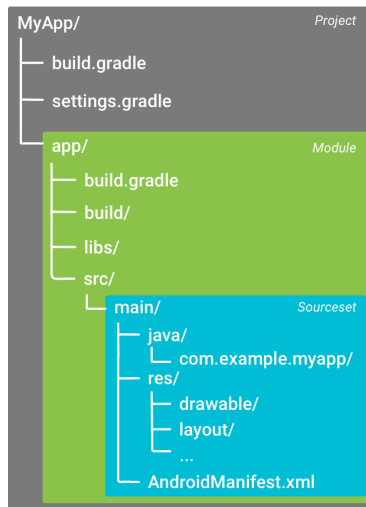 MyApp/ Project
build.gradle
settings.gradle
app/ Module
build.gradle
build/
libs/
src/
main/ Sourceset
java/
com.example.myapp/
res/
drawable/
layout/
...
AndroidManifest.xml